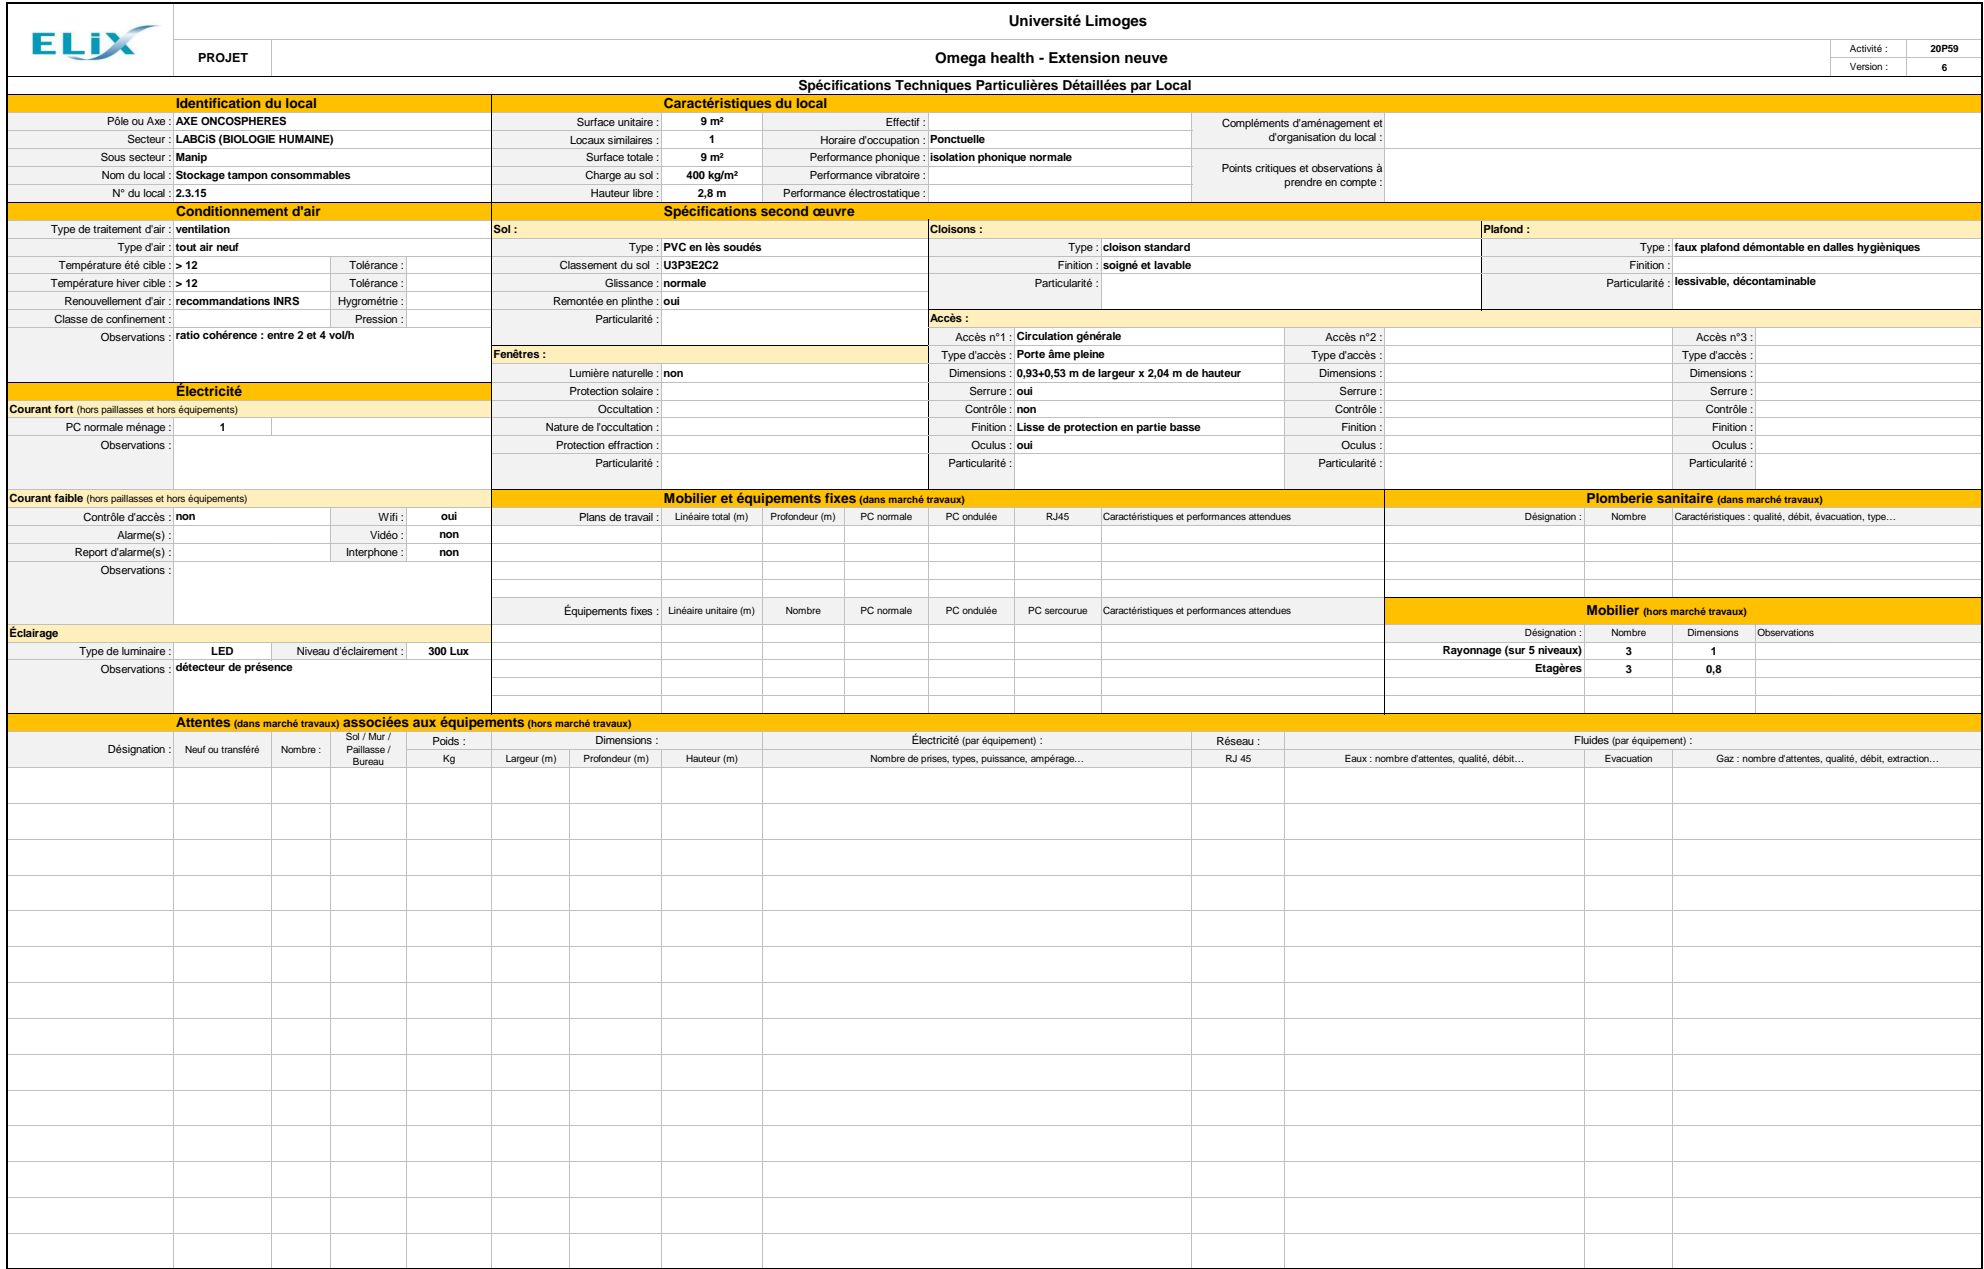 ELiX
Université Limoges
PROJET
Omega health - Extension neuve
Activité : 20P59
Version : 6
Spécifications Techniques Particulières Détaillées par Local
Identification du local
Caractéristiques du local
Pôle ou Axe : AXE ONCOSPHERES
Surface unitaire : 9 m² Effectif :
Compléments d'aménagement et
d'organisation du local :
Secteur : LABCiS (BIOLOGIE HUMAINE)
Locaux similaires : 1 Horaire d'occupation : Ponctuelle
Sous secteur : Manip
Surface totale : 9 m² Performance phonique : isolation phonique normale
Points critiques et observations à
prendre en compte :
Nom du local : Stockage tampon consommables
Charge au sol : 400 kg/m² Performance vibratoire :
N° du local : 2.3.15
Hauteur libre : 2,8 m Performance électrostatique :
Conditionnement d'air
Spécifications second œuvre
Type de traitement d'air : ventilation
Type d'air : tout air neuf
Température été cible : > 12 Tolérance :
Température hiver cible : > 12 Tolérance :
Renouvellement d'air : recommandations INRS Hygrométrie :
Classe de confinement : Pression :
Observations : ratio cohérence : entre 2 et 4 vol/h
Sol :
Type : PVC en lès soudés
Classement du sol : U3P3E2C2
Glissance : normale
Remontée en plinthe : oui
Particularité :
Cloisons :
Type : cloison standard
Finition : soigné et lavable
Particularité :
Plafond :
Type : faux plafond démontable en dalles hygièniques
Finition :
Particularité : lessivable, décontaminable
Fenêtres :
Lumière naturelle : non
Protection solaire :
Occultation :
Nature de l'occultation :
Protection effraction :
Particularité :
Accès :
Accès n°1 : Circulation générale Accès n°2 : Accès n°3 :
Type d'accès : Porte âme pleine Type d'accès : Type d'accès :
Dimensions : 0,93+0,53 m de largeur x 2,04 m de hauteur Dimensions : Dimensions :
Serrure : oui Serrure : Serrure :
Contrôle : non Contrôle : Contrôle :
Finition : Lisse de protection en partie basse Finition : Finition :
Oculus : oui Oculus : Oculus :
Particularité : Particularité : Particularité :
Électricité
Courant fort (hors paillasses et hors équipements)
PC normale ménage : 1
Observations :
Courant faible (hors paillasses et hors équipements)
Contrôle d'accès : non Wifi : oui
Alarme(s) : Vidéo : non
Report d'alarme(s) : Interphone : non
Observations :
Éclairage
Type de luminaire : LED Niveau d'éclairement : 300 Lux
Observations : détecteur de présence
Mobilier et équipements fixes (dans marché travaux)
Plans de travail : Linéaire total (m) Profondeur (m) PC normale PC ondulée RJ45 Caractéristiques et performances attendues
Équipements fixes : Linéaire unitaire (m) Nombre PC normale PC ondulée PC sercourue Caractéristiques et performances attendues
Plomberie sanitaire (dans marché travaux)
Désignation : Nombre Caractéristiques : qualité, débit, évacuation, type…
Mobilier (hors marché travaux)
Désignation : Nombre Dimensions Observations
Rayonnage (sur 5 niveaux) 3 1
Etagères 3 0,8
Attentes (dans marché travaux) associées aux équipements (hors marché travaux)
Désignation : Neuf ou transféré Nombre :
Sol / Mur /
Paillasse /
Bureau
Poids : Dimensions : Électricité (par équipement) : Réseau : Fluides (par équipement) :
Kg Largeur (m) Profondeur (m) Hauteur (m) Nombre de prises, types, puissance, ampérage… RJ 45 Eaux : nombre d'attentes, qualité, débit… Evacuation Gaz : nombre d'attentes, qualité, débit, extraction…